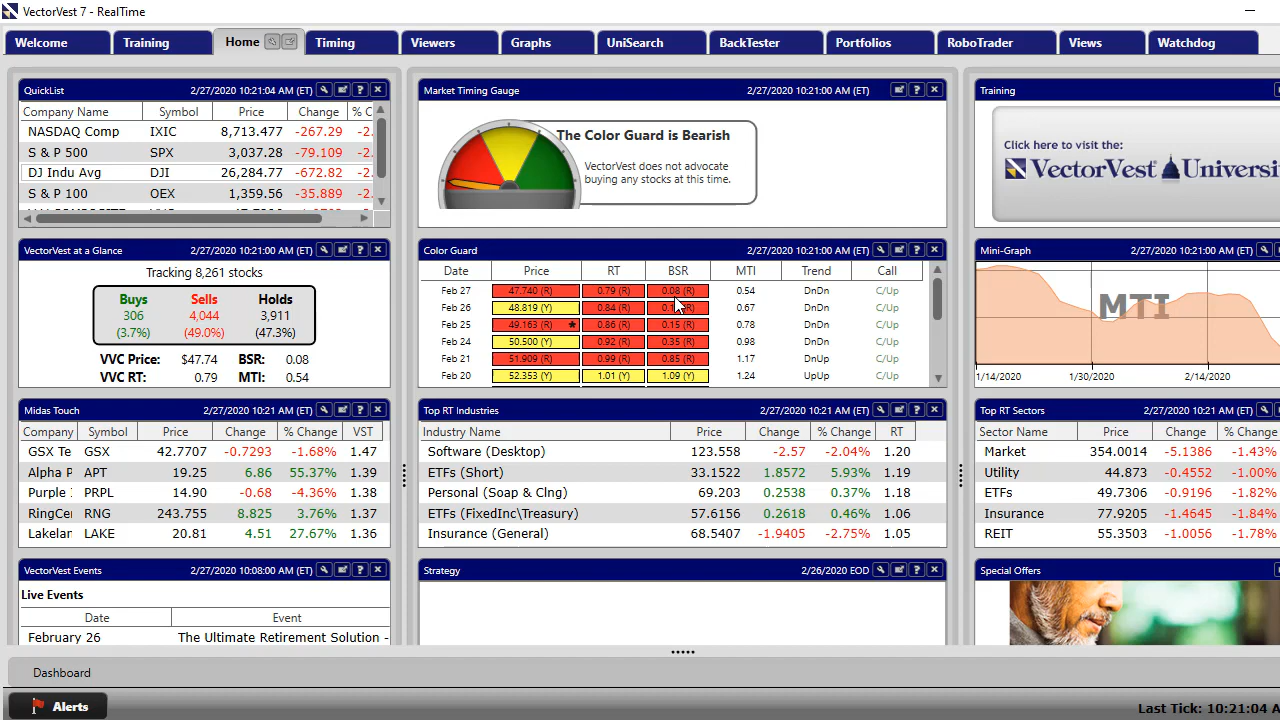 VectorVest 7 - RealTime
Welcome Training Home Timing Viewers Graphs UniSearch BackTester Portfolios RoboTrader Views Watchdog
QuickList 2/27/2020 10:21:04 AM (ET)
Company Name Symbol Price Change % C
NASDAQ Comp IXIC 8,713.477 -267.29 -2.
S & P 500 SPX 3,037.28 -79.109 -2.
DJ Indu Avg DJI 26,284.77 -672.82 -2.
S & P 100 OEX 1,359.56 -35.889 -2.
Market Timing Gauge 2/27/2020 10:21:00 AM (ET)
The Color Guard is Bearish
VectorVest does not advocate
buying any stocks at this time.
Training
Click here to visit the:
VectorVest Universi
VectorVest at a Glance 2/27/2020 10:21:00 AM (ET)
Tracking 8,261 stocks
Buys Sells Holds
306 4,044 3,911
(3.7%) (49.0%) (47.3%)
VVC Price: $47.74 BSR: 0.08
VVC RT: 0.79 MTI: 0.54
Color Guard 2/27/2020 10:21:00 AM (ET)
Date Price RT BSR MTI Trend Call
Feb 27 47.740 (R) 0.79 (R) 0.08 (R) 0.54 DnDn C/Up
Feb 26 48.819 (Y) 0.84 (R) (R) 0.67 DnDn C/Up
Feb 25 49.163 (R) ★ 0.86 (R) 0.15 (R) 0.78 DnDn C/Up
Feb 24 50.500 (Y) 0.92 (R) 0.35 (R) 0.98 DnDn C/Up
Feb 21 51.909 (R) 0.99 (R) 0.85 (R) 1.17 DnUp C/Up
Feb 20 52.353 (Y) 1.01 (Y) 1.09 (Y) 1.24 UpUp C/Up
Mini-Graph 2/27/2020 10:21:00 AM (ET)
MTI
1/14/2020 1/30/2020 2/14/2020
Midas Touch 2/27/2020 10:21 AM (ET)
Company Symbol Price Change % Change VST
GSX Te GSX 42.7707 -0.7293 -1.68% 1.47
Alpha P APT 19.25 6.86 55.37% 1.39
Purple PRPL 14.90 -0.68 -4.36% 1.38
RingCer RNG 243.755 8.825 3.76% 1.37
Lakelan LAKE 20.81 4.51 27.67% 1.36
Top RT Industries 2/27/2020 10:21 AM (ET)
Industry Name Price Change % Change RT
Software (Desktop) 123.558 -2.57 -2.04% 1.20
ETFs (Short) 33.1522 1.8572 5.93% 1.19
Personal (Soap & Clng) 69.203 0.2538 0.37% 1.18
ETFs (FixedInc\Treasury) 57.6156 0.2618 0.46% 1.06
Insurance (General) 68.5407 -1.9405 -2.75% 1.05
Top RT Sectors 2/27/2020 10:21 AM (ET)
Sector Name Price Change % Change
Market 354.0014 -5.1386 -1.43%
Utility 44.873 -0.4552 -1.00%
ETFs 49.7306 -0.9196 -1.82%
Insurance 77.9205 -1.4645 -1.84%
REIT 55.3503 -1.0056 -1.78%
VectorVest Events 2/27/2020 10:08:00 AM (ET)
Live Events
Date Event
February 26 The Ultimate Retirement Solution -
Strategy 2/26/2020 EOD
Special Offers
Dashboard
Alerts
Last Tick: 10:21:04 A